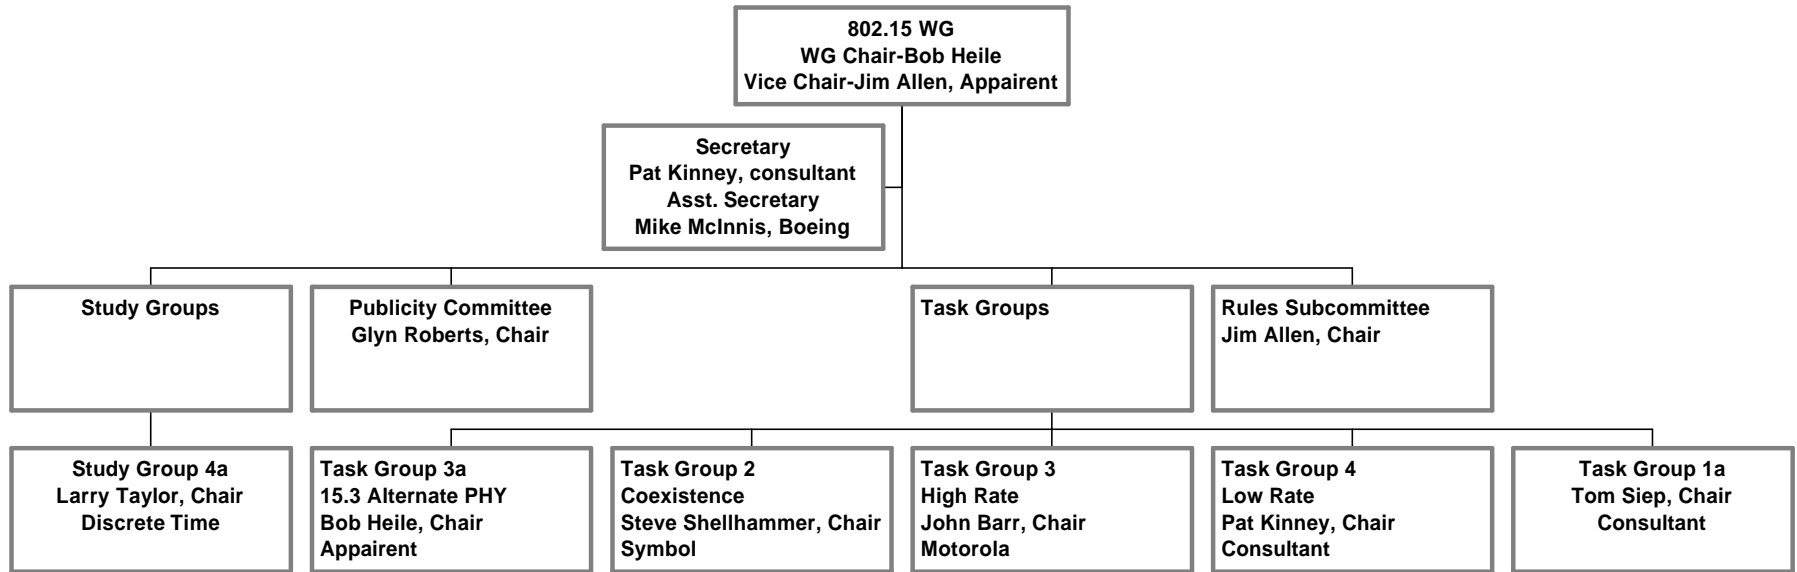 802.15 WG
WG Chair-Bob Heile
Vice Chair-Jim Allen, Appairent
Secretary
Pat Kinney, consultant
Asst. Secretary
Mike McInnis, Boeing
Study Groups
Publicity Committee
Glyn Roberts, Chair
Task Groups
Rules Subcommittee
Jim Allen, Chair
Study Group 4a
Larry Taylor, Chair
Discrete Time
Task Group 3a
15.3 Alternate PHY
Bob Heile, Chair
Appairent
Task Group 2
Coexistence
Steve Shellhammer, Chair
Symbol
Task Group 3
High Rate
John Barr, Chair
Motorola
Task Group 4
Low Rate
Pat Kinney, Chair
Consultant
Task Group 1a
Tom Siep, Chair
Consultant